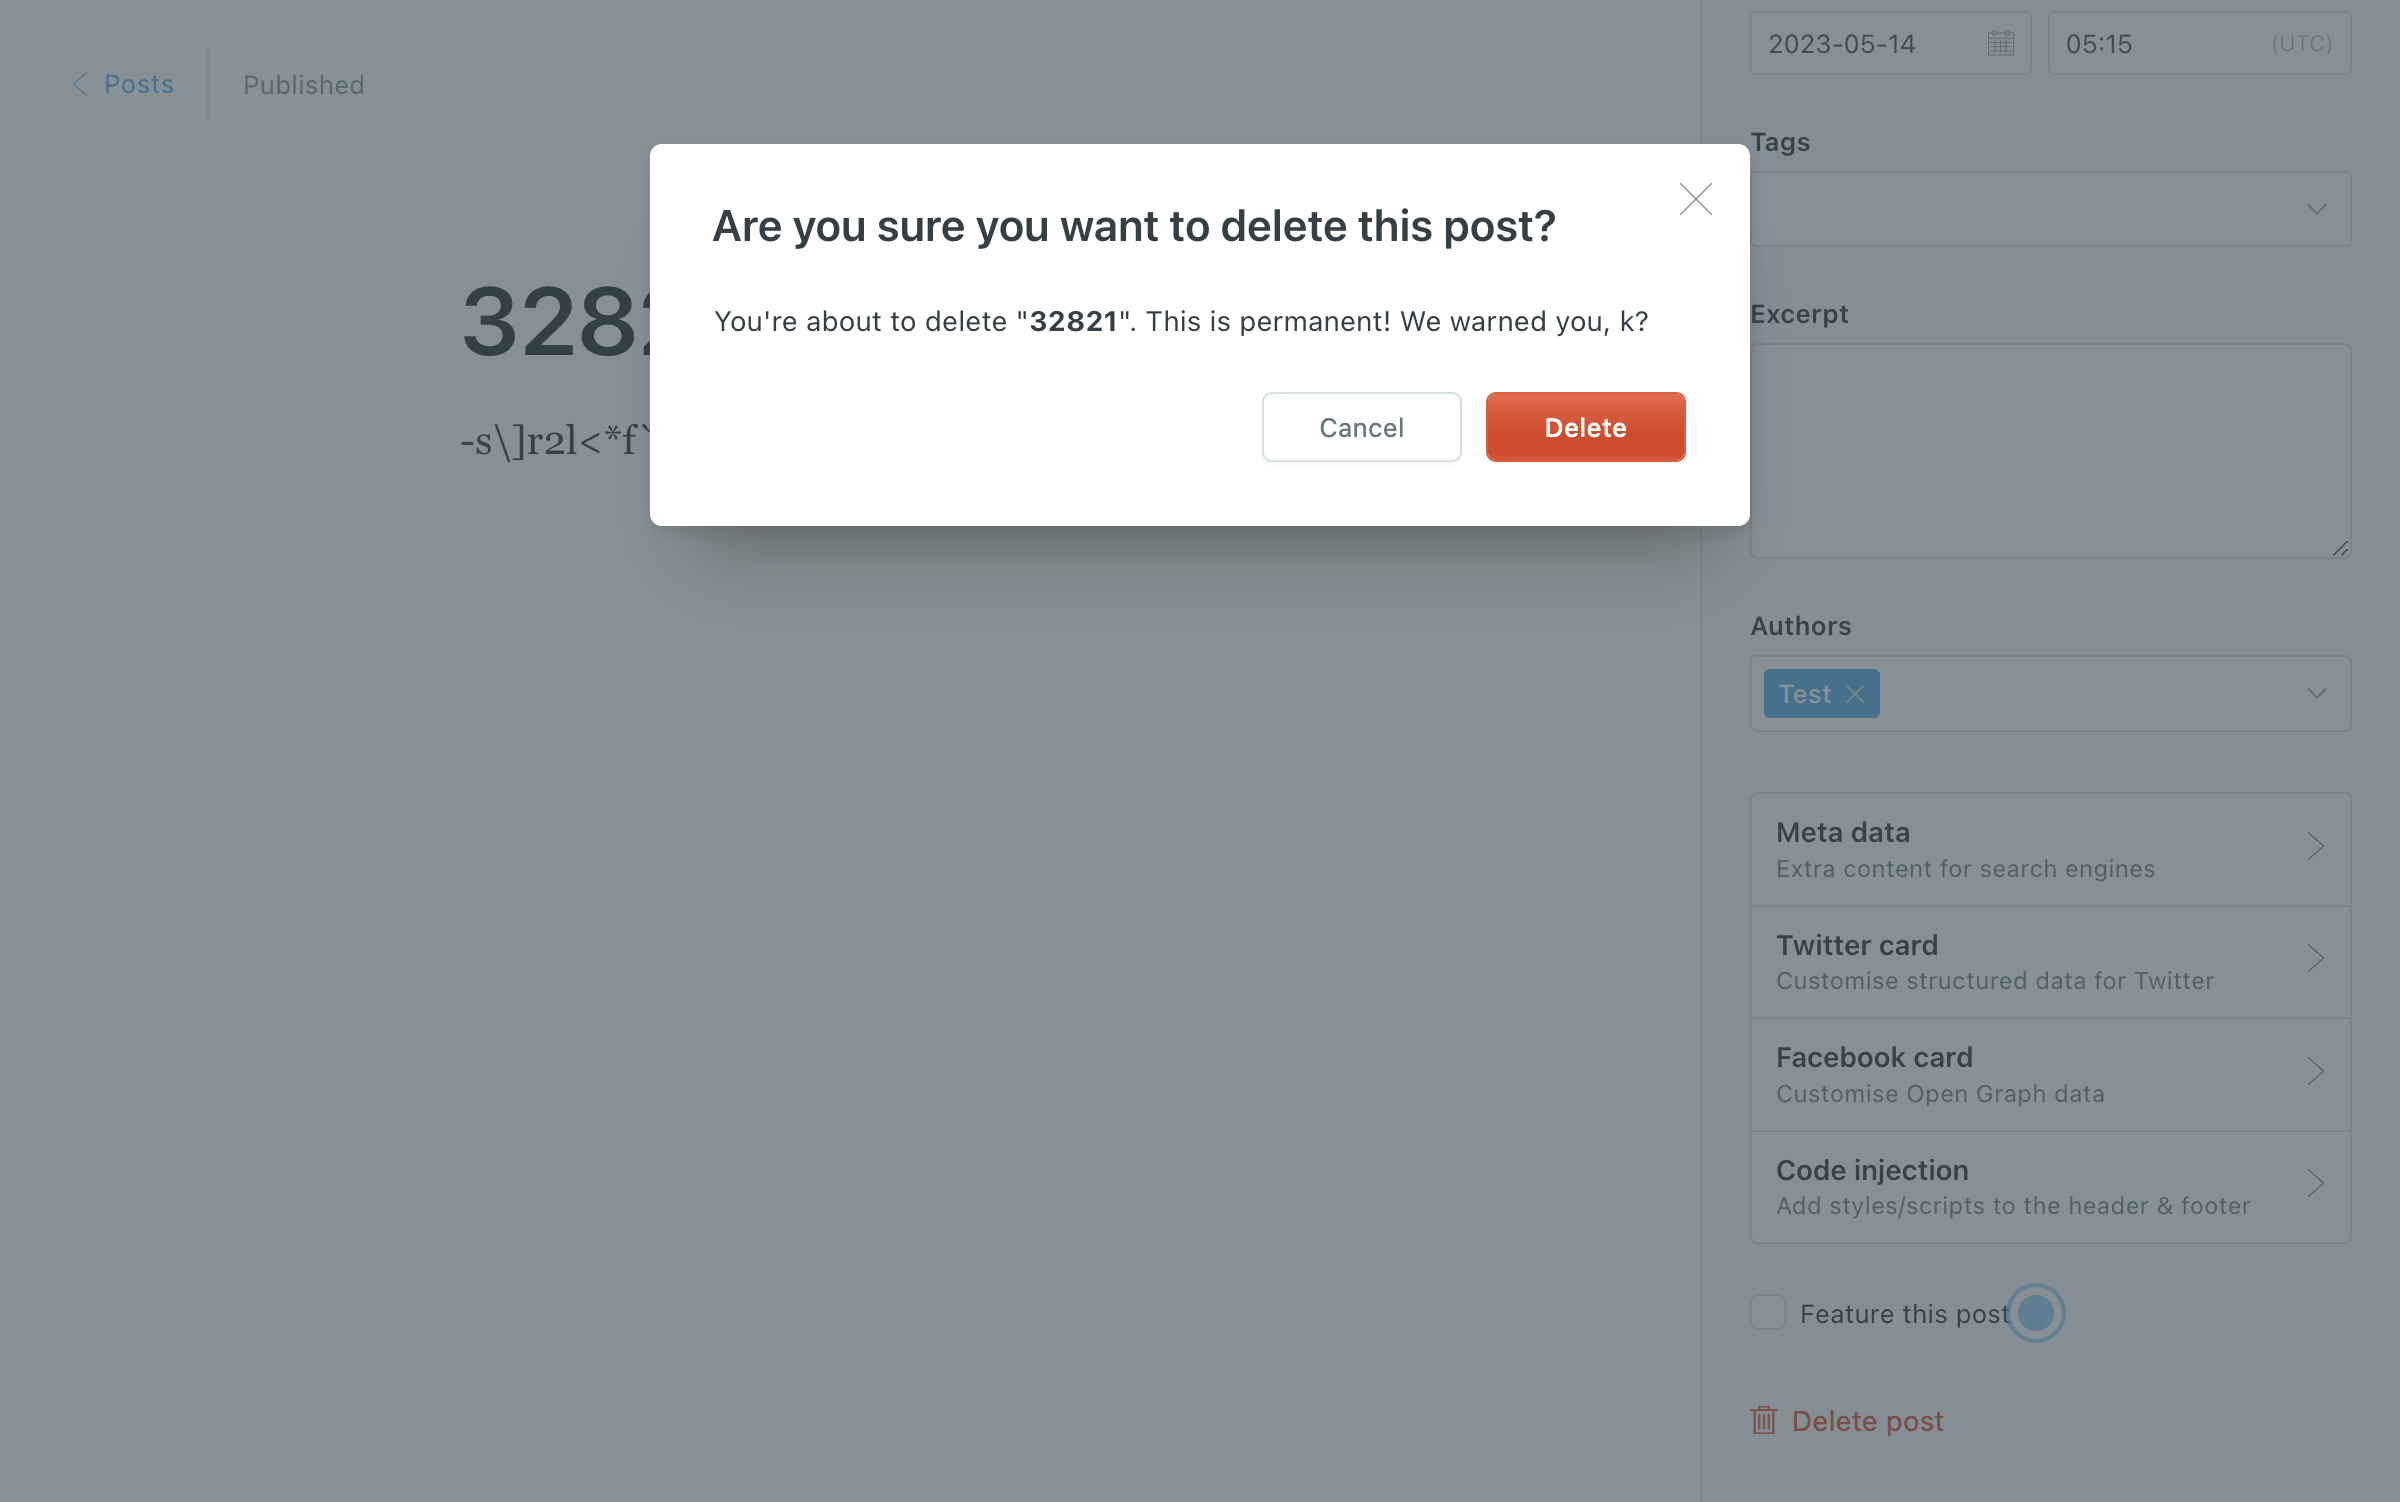 Posts
Published
328
-s\]r2l<*f`
Are you sure you want to delete this post?
You're about to delete "32821". This is permanent! We warned you, k?
Cancel
Delete
2023-05-14
05:15
(UTC)
Tags
Excerpt
Authors
Test
Meta data
Extra content for search engines
Twitter card
Customise structured data for Twitter
Facebook card
Customise Open Graph data
Code injection
Add styles/scripts to the header & footer
Feature this post
Delete post